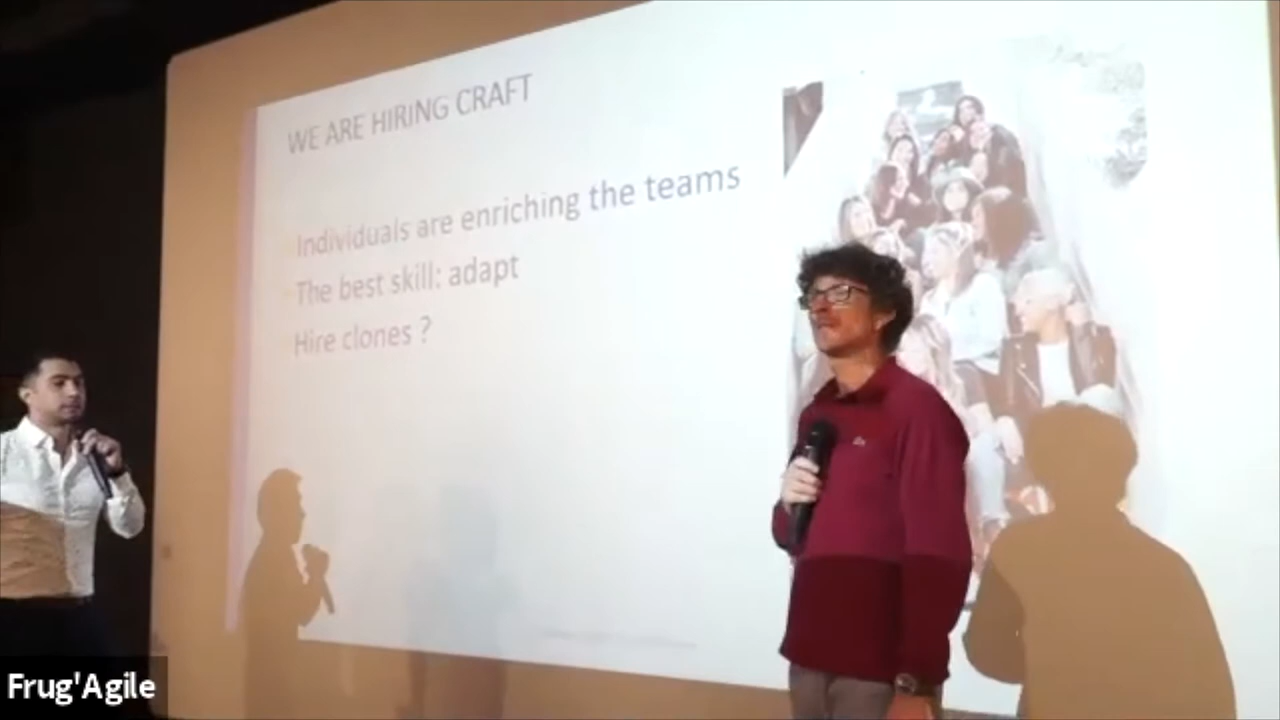 WE ARE HIRING CRAFT
Individuals are enriching the teams
The best skill: adapt
Hire clones ?
Frug'Agile